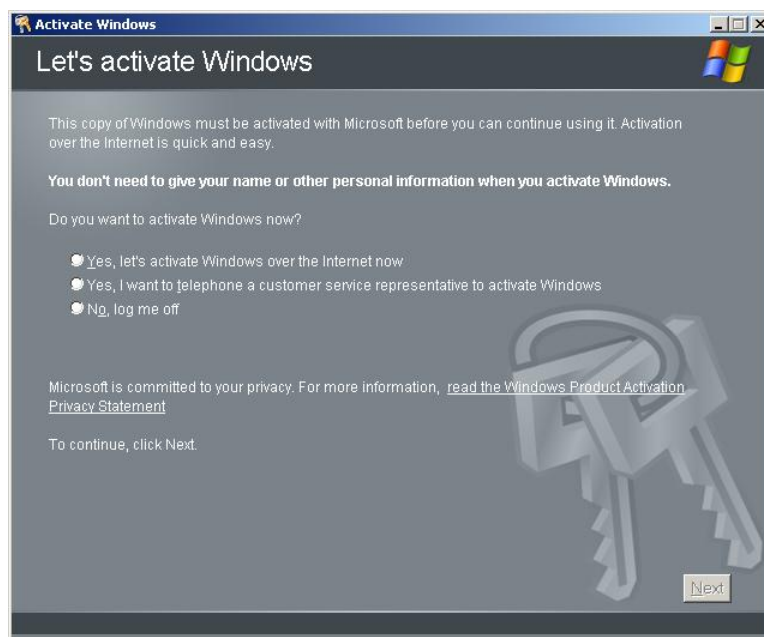 Activate Windows
Let's activate Windows
This copy of Windows must be activated with Microsoft before you can continue using it. Activation
over the Internet is quick and easy.
You don't need to give your name or other personal information when you activate Windows.
Do you want to activate Windows now?
Yes, let's activate Windows over the Internet now
Yes, I want to telephone a customer service representative to activate Windows
No, log me off
Microsoft is committed to your privacy. For more information, read the Windows Product Activation
Privacy Statement
To continue, click Next.
Next